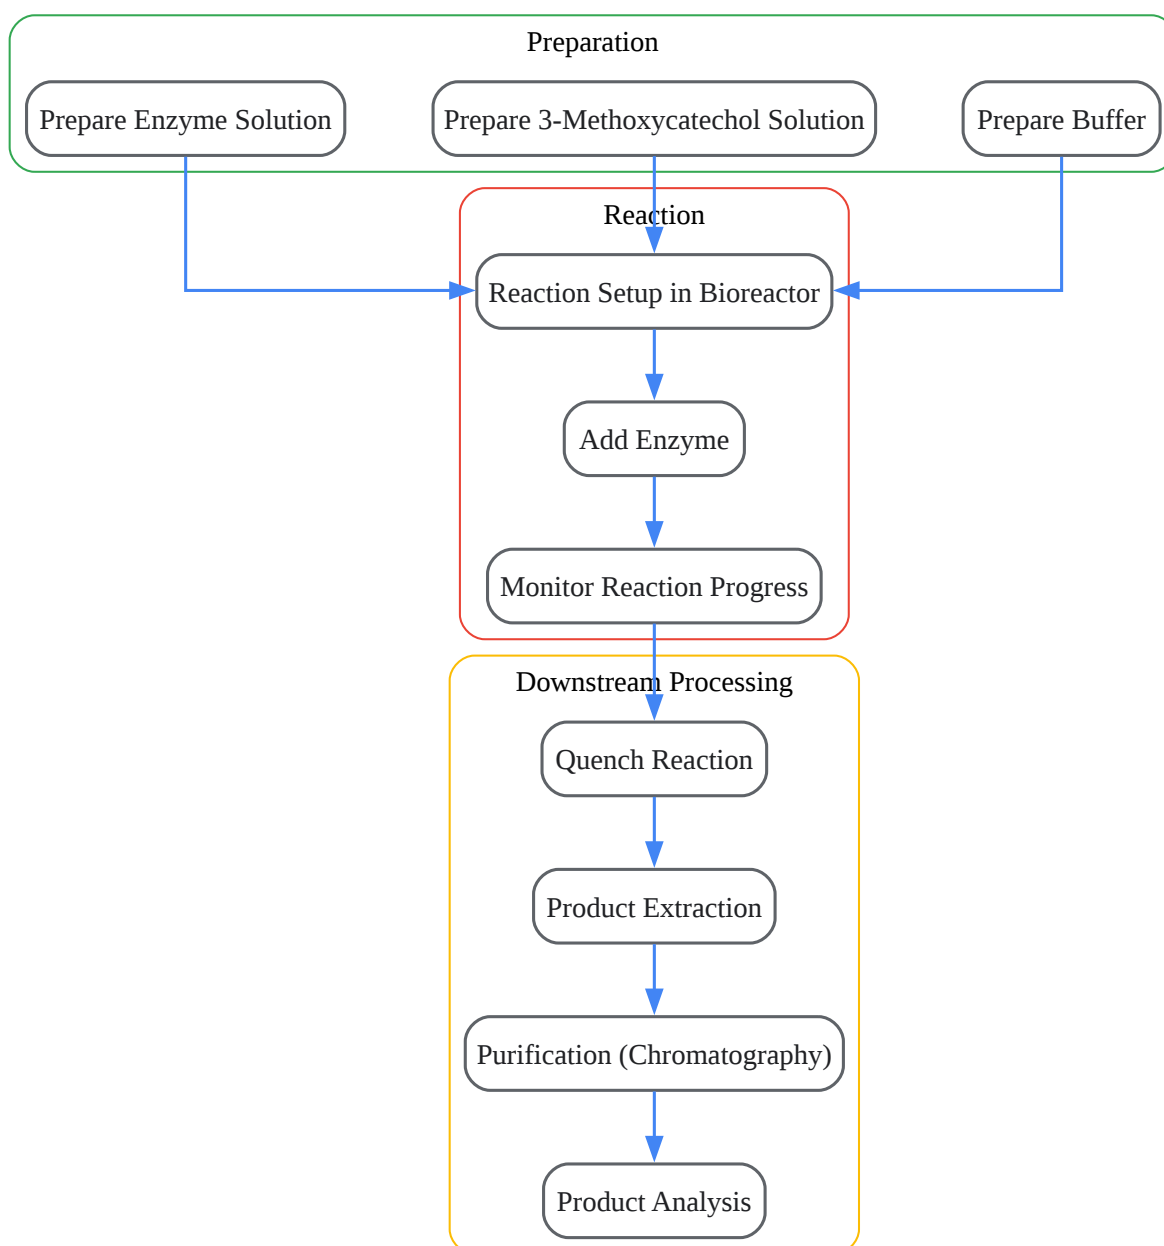 Preparation
Prepare Enzyme Solution
Prepare 3-Methoxycatechol Solution
Prepare Buffer
Reaction
Reaction Setup in Bioreactor
Add Enzyme
Monitor Reaction Progress
Downstream Processing
Quench Reaction
Product Extraction
Purification (Chromatography)
Product Analysis